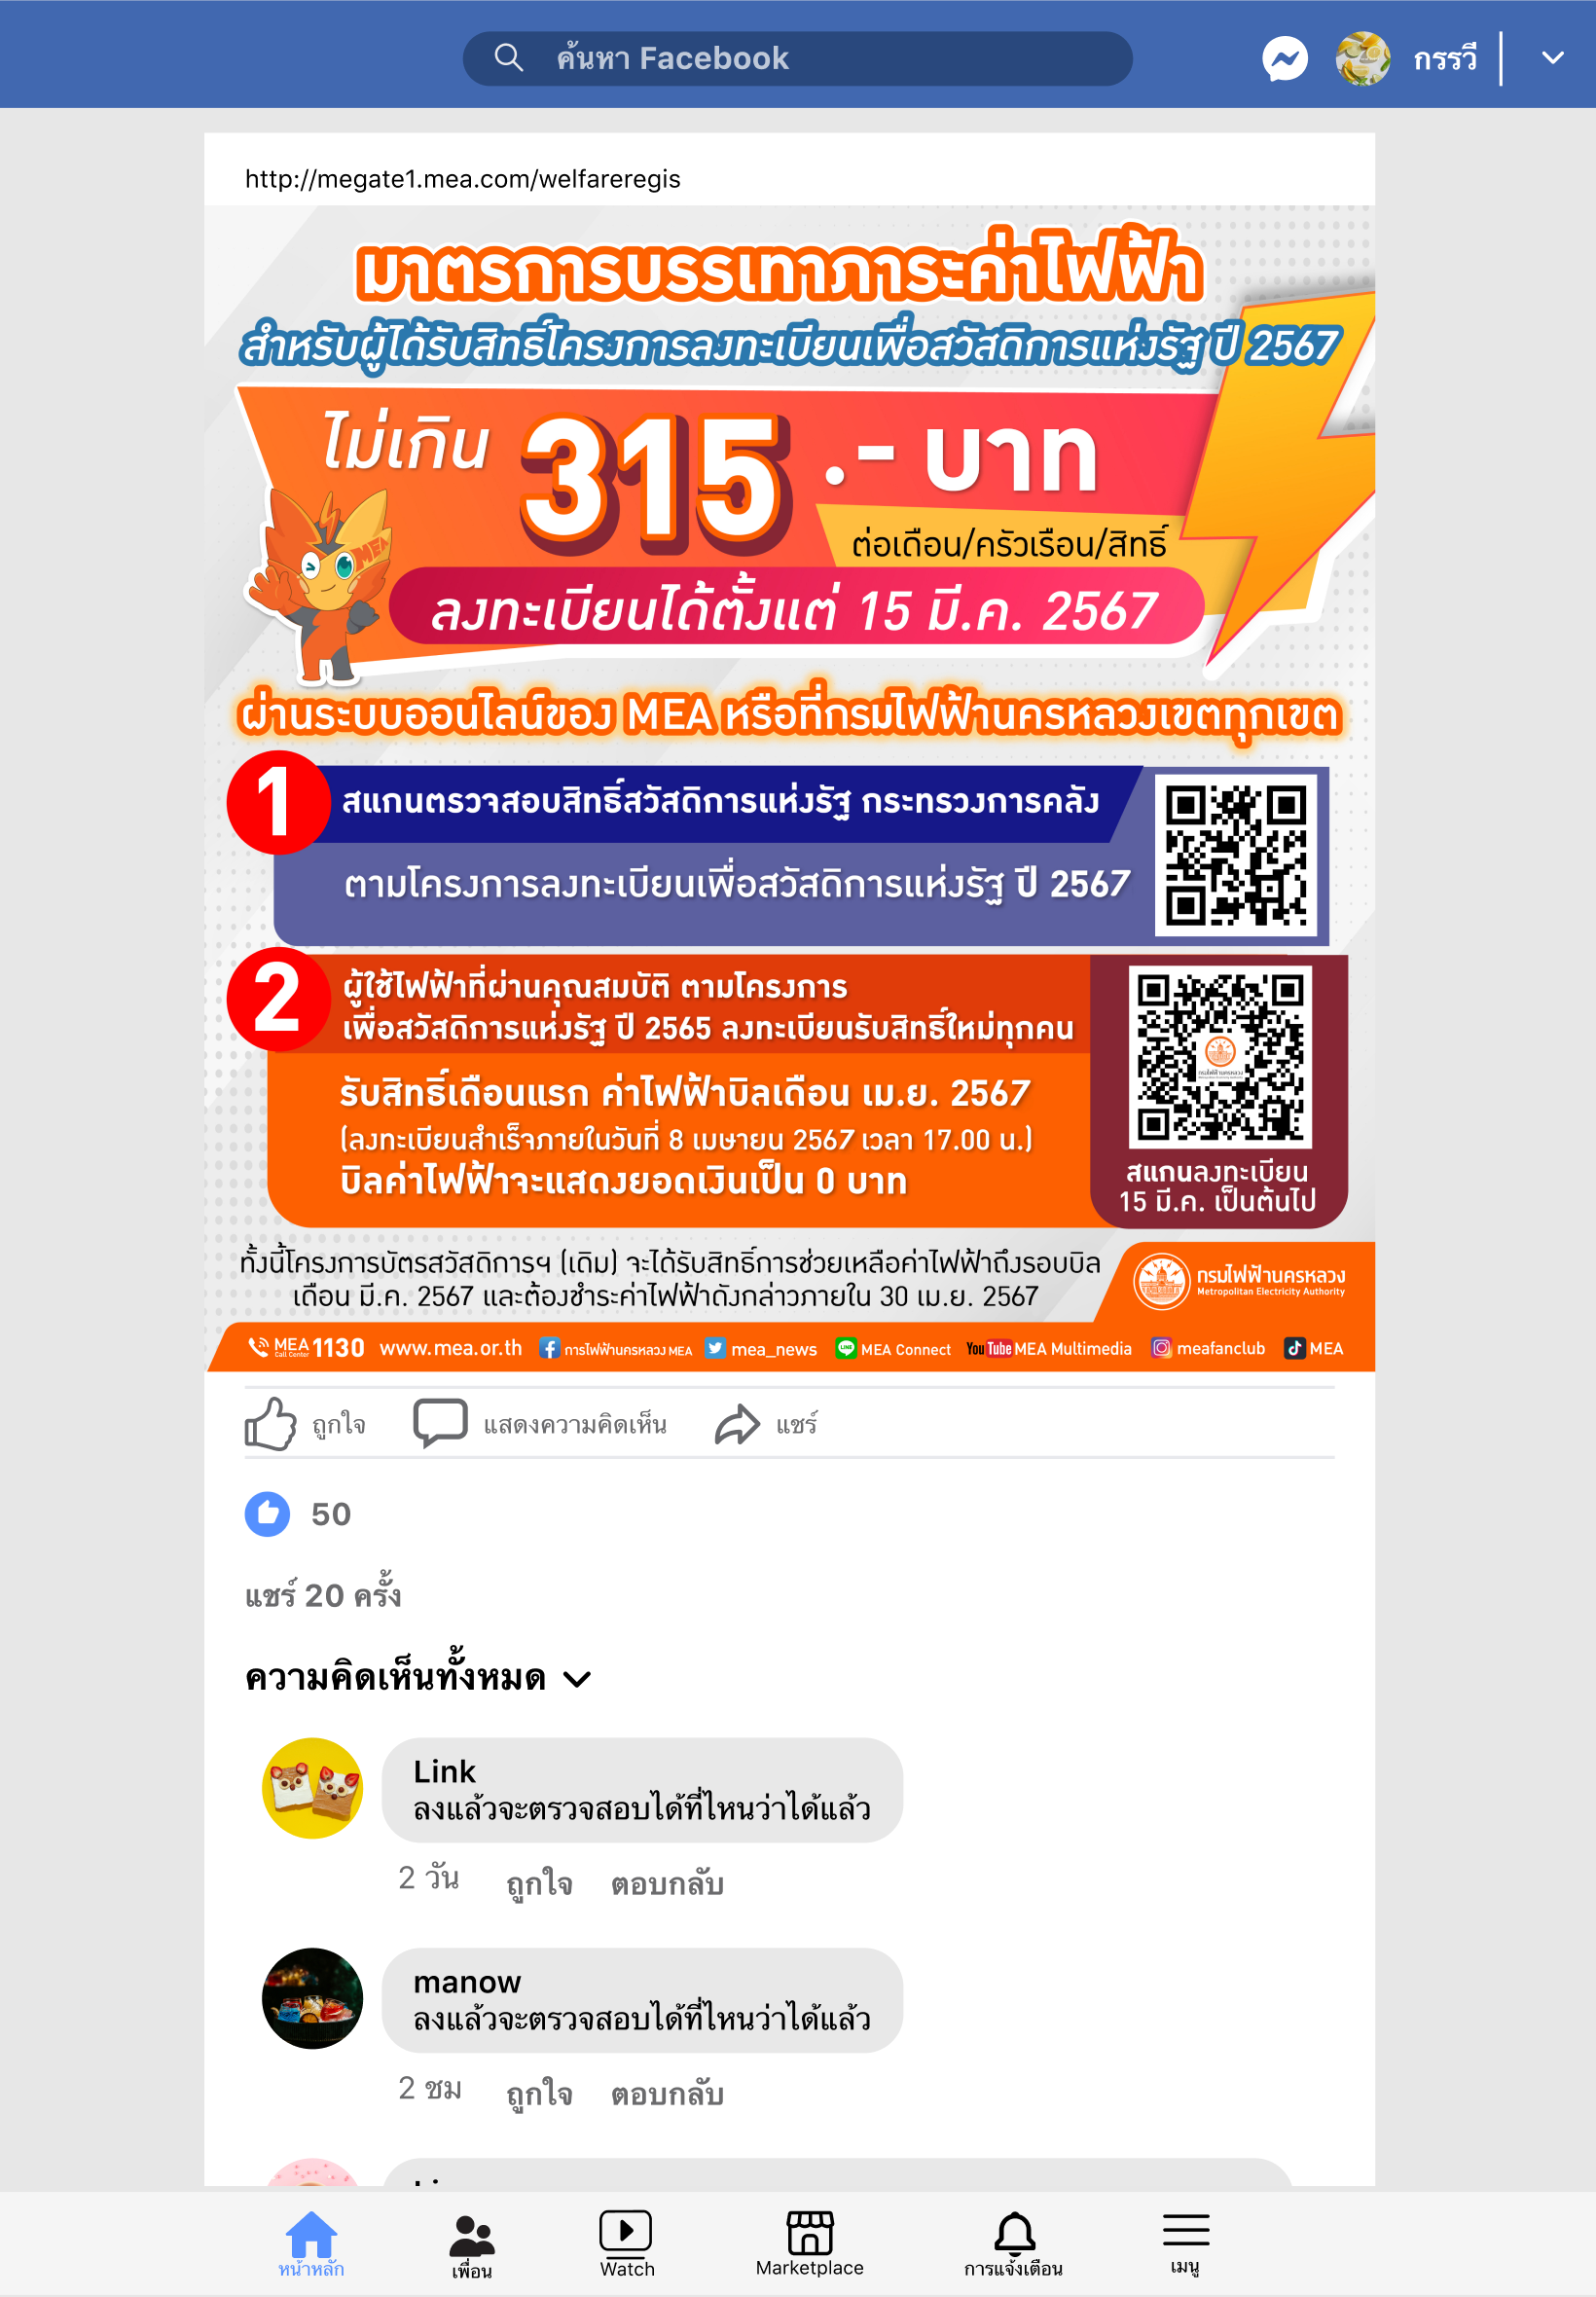 ค้นหา Facebook
กรรวี
http://megate1.mea.com/welfareregis
มาตรการบรรเทาภาระค่าไฟฟ้า
สำหรับผู้ได้รับสิทธิ์โครงการลงทะเบียนเพื่อสวัสดิการแห่งรัฐ ปี 2567
ไม่เกิน 315 .- บาท
ต่อเดือน/ครัวเรือน/สิทธิ์
MEA
ลงทะเบียนได้ตั้งแต่ 15 มี.ค. 2567
ผ่านระบบออนไลน์ของ MEA หรือที่กรมไฟฟ้านครหลวงเขตทุกเขต
1 สแกนตรวจสอบสิทธิ์สวัสดิการแห่งรัฐ กระทรวงการคลัง
ตามโครงการลงทะเบียนเพื่อสวัสดิการแห่งรัฐ ปี 2567
2 ผู้ใช้ไฟฟ้าที่ผ่านคุณสมบัติ ตามโครงการ
เพื่อสวัสดิการแห่งรัฐ ปี 2565 ลงทะเบียนรับสิทธิ์ใหม่ทุกคน
รับสิทธิ์เดือนแรก ค่าไฟฟ้าบิลเดือน เม.ย. 2567
(ลงทะเบียนสำเร็จภายในวันที่ 8 เมษายน 2567 เวลา 17.00 น.)
บิลค่าไฟฟ้าจะแสดงยอดเงินเป็น 0 บาท
กรมไฟฟ้านครหลวง
สแกนลงทะเบียน
15 มี.ค. เป็นต้นไป
ทั้งนี้โครงการบัตรสวัสดิการฯ (เดิม) จะได้รับสิทธิ์การช่วยเหลือค่าไฟฟ้าถึงรอบบิล
เดือน มี.ค. 2567 และต้องชำระค่าไฟฟ้าดังกล่าวภายใน 30 เม.ย. 2567
กรมไฟฟ้านครหลวง
Metropolitan Electricity Authority
MEA Call Center 1130 www.mea.or.th การไฟฟ้านครหลวง MEA mea_news LINE MEA Connect YouTube MEA Multimedia meafanclub MEA
ถูกใจ แสดงความคิดเห็น แชร์
50
แชร์ 20 ครั้ง
ความคิดเห็นทั้งหมด
Link
ลงแล้วจะตรวจสอบได้ที่ไหนว่าได้แล้ว
2 วัน ถูกใจ ตอบกลับ
manow
ลงแล้วจะตรวจสอบได้ที่ไหนว่าได้แล้ว
2 ชม ถูกใจ ตอบกลับ
หน้าหลัก เพื่อน Watch Marketplace การแจ้งเตือน เมนู